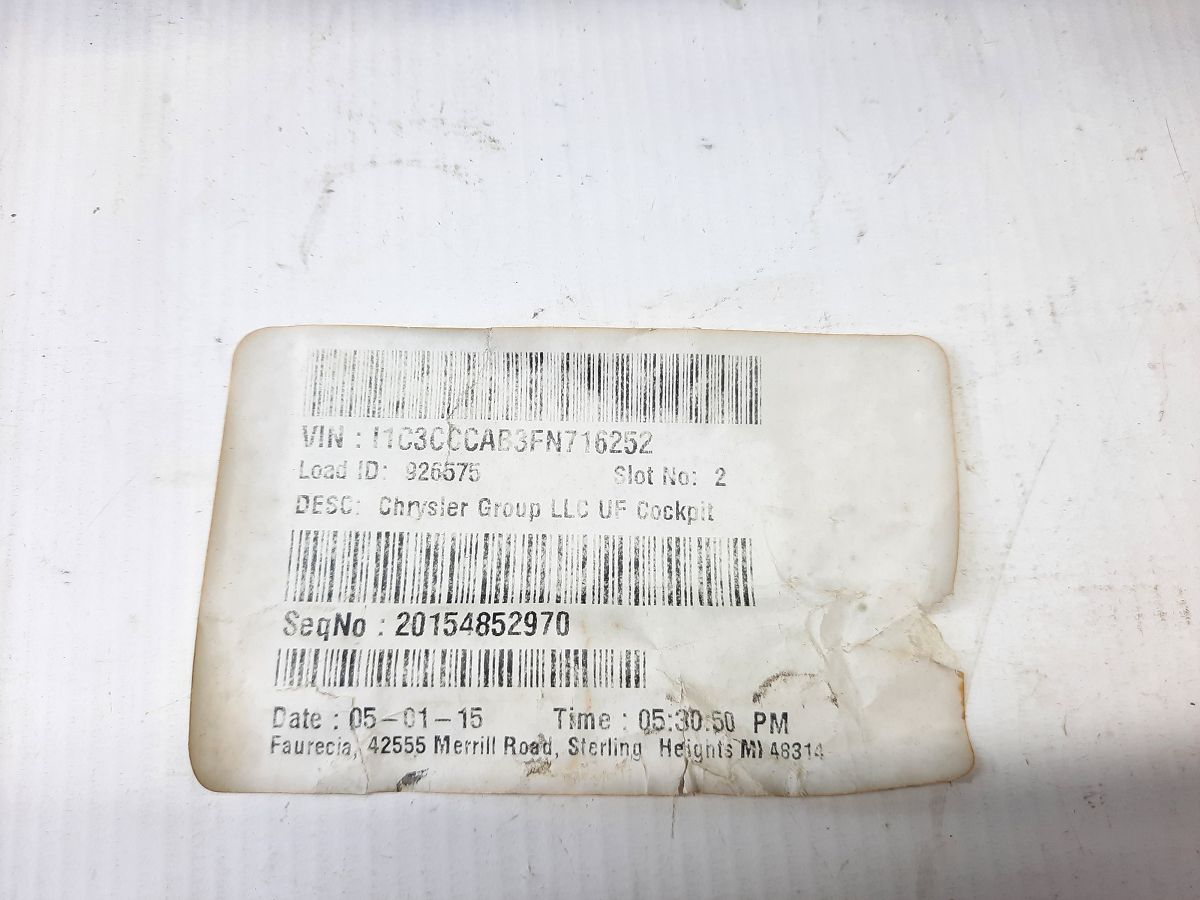 VIN : I1C3CCCAB3FN716252
Load ID: 926575 Slot No: 2
DESC: Chrysler Group LLC UF Cockpit
SeqNo : 20154852970
Date : 05-01-15 Time : 05:30:50 PM
Faurecia, 42555 Merrill Road, Sterling Heights MI 48314